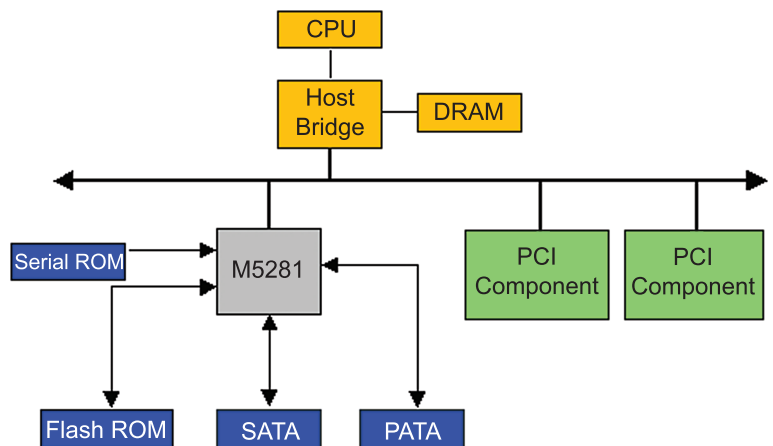 CPU
Host
Bridge
DRAM
Serial ROM
M5281
PCI
Component
PCI
Component
Flash ROM
SATA
PATA